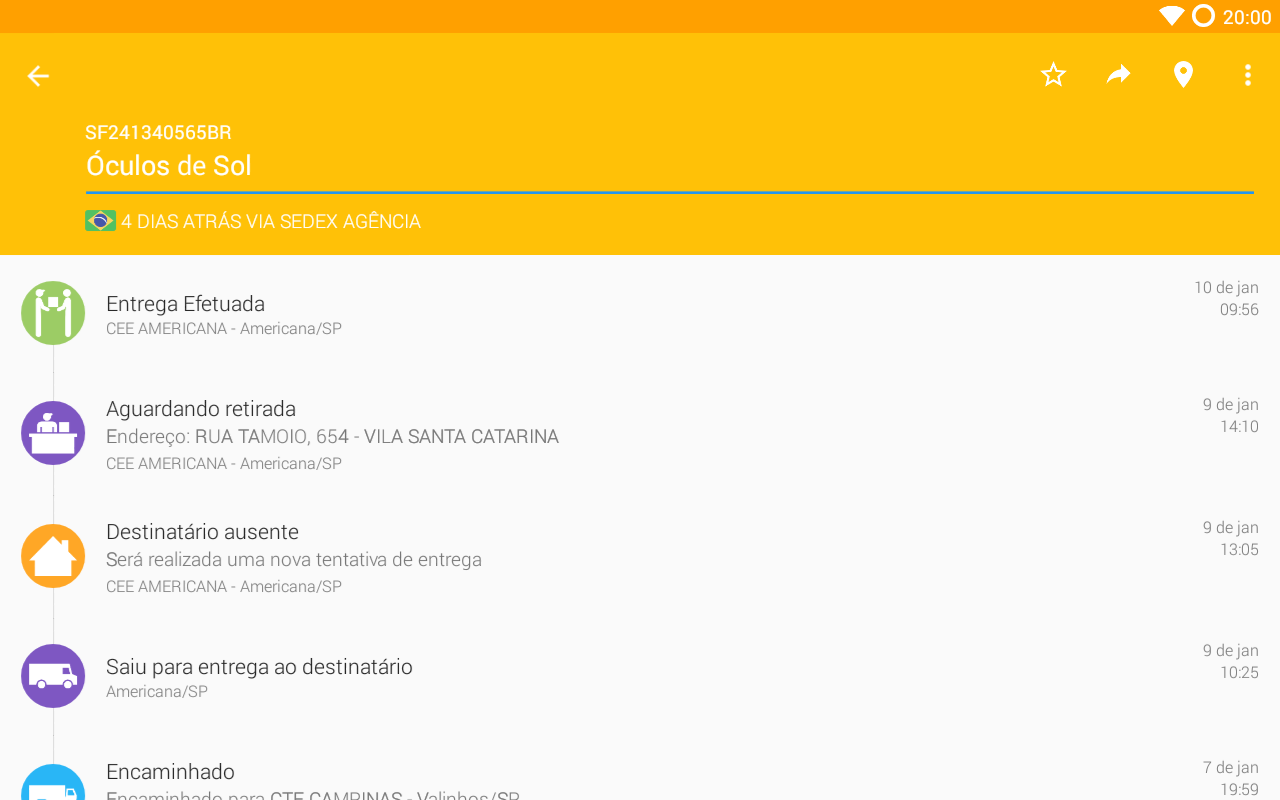 20:00
SF241340565BR
Óculos de Sol
4 DIAS ATRÁS VIA SEDEX AGÊNCIA
Entrega Efetuada
CEE AMERICANA - Americana/SP
10 de jan
09:56
Aguardando retirada
Endereço: RUA TAMOIO, 654 - VILA SANTA CATARINA
CEE AMERICANA - Americana/SP
9 de jan
14:10
Destinatário ausente
Será realizada uma nova tentativa de entrega
CEE AMERICANA - Americana/SP
9 de jan
13:05
Saiu para entrega ao destinatário
Americana/SP
9 de jan
10:25
Encaminhado
Encaminhado para CTE CAMPINAS - Valinhos/SP
7 de jan
19:59